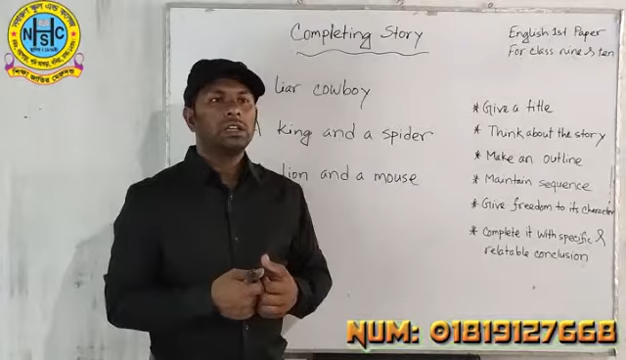 NHSC
শিক্ষা জাতির মেরুদন্ড
Completing Story
English 1st Paper
For class nine & ten
liar cowboy
king and a spider
lion and a mouse
* Give a title
* Think about the story
* Make an outline
* Maintain sequence
* Give freedom to its character
* Complete it with specific &
relatable conclusion
NUM: 01819127668